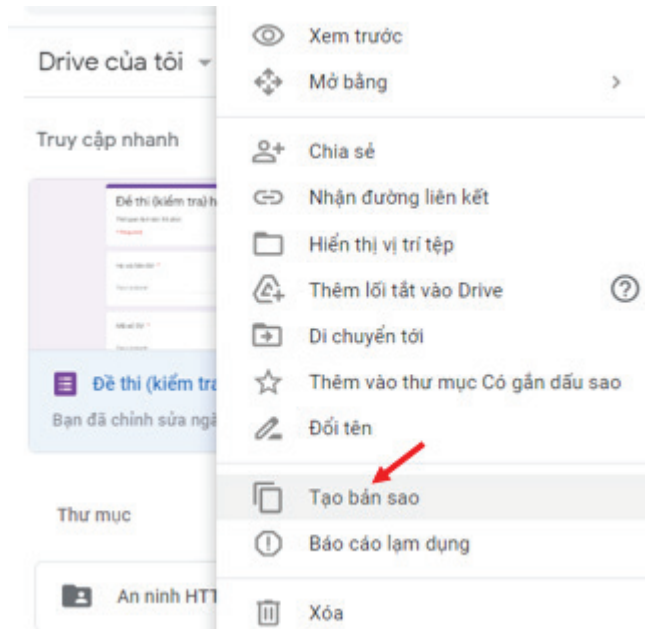 Drive của tôi
Truy cập nhanh
Đề thi (kiểm tra) h
Đề thi (kiểm tra
Bạn đã chỉnh sửa ngà
Thư mục
An ninh HTT
Xem trước
Mở bằng
Chia sẻ
Nhận đường liên kết
Hiển thị vị trí tệp
Thêm lối tắt vào Drive
Di chuyển tới
Thêm vào thư mục Có gắn dấu sao
Đổi tên
Tạo bản sao
Báo cáo lạm dụng
Xóa